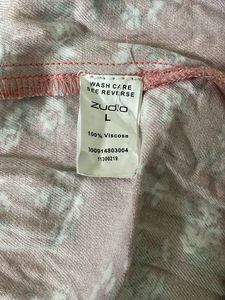 WASH CARE
SEE REVERSE
zudio
L
100% Viscose
300914803004
11300219